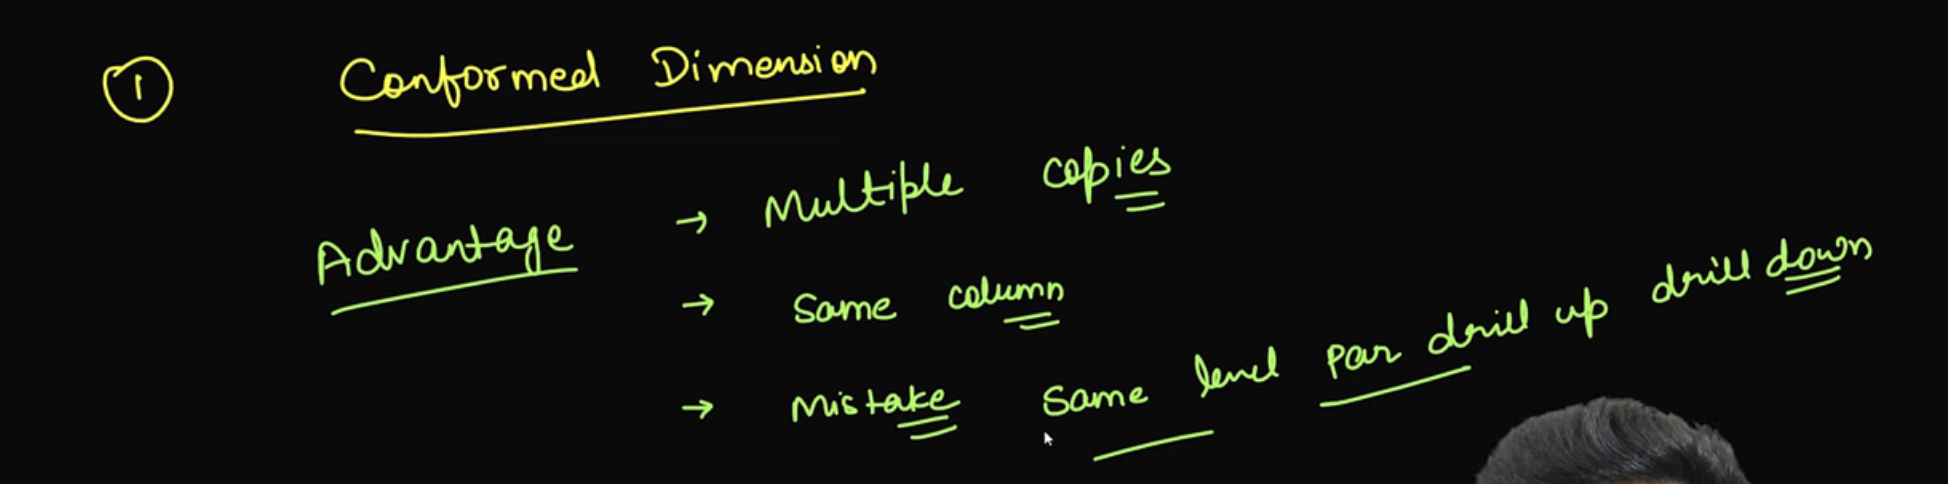 ① Conformed Dimension
Advantage → Multiple copies
→ Same column
→ Mistake Same level par drill up drill down